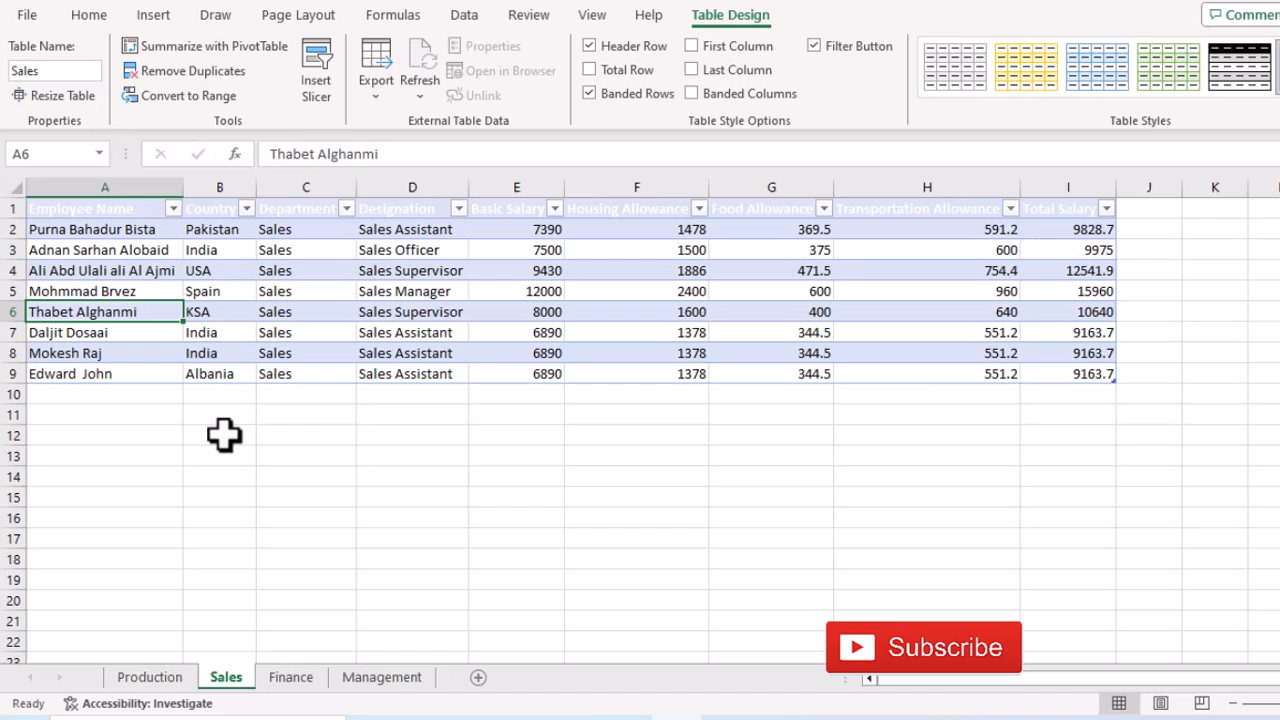 File Home Insert Draw Page Layout Formulas Data Review View Help Table Design
Table Name:
Sales
Resize Table
Properties
Summarize with PivotTable
Remove Duplicates
Convert to Range
Insert
Slicer
Tools
Export
Refresh
Properties
Open in Browser
Unlink
External Table Data
Header Row First Column Filter Button
Total Row Last Column
Banded Rows Banded Columns
Table Style Options
Table Styles
A6 fx Thabet Alghanmi
A B C D E F G H I J K
1 Employee Name Country Department Designation Basic Salary Housing Allowance Food Allowance Transportation Allowance Total Salary
2 Purna Bahadur Bista Pakistan Sales Sales Assistant 7390 1478 369.5 591.2 9828.7
3 Adnan Sarhan Alobaid India Sales Sales Officer 7500 1500 375 600 9975
4 Ali Abd Ulali ali Al Ajmi USA Sales Sales Supervisor 9430 1886 471.5 754.4 12541.9
5 Mohmmad Brvez Spain Sales Sales Manager 12000 2400 600 960 15960
6 Thabet Alghanmi KSA Sales Sales Supervisor 8000 1600 400 640 10640
7 Daljit Dosaai India Sales Sales Assistant 6890 1378 344.5 551.2 9163.7
8 Mokesh Raj India Sales Sales Assistant 6890 1378 344.5 551.2 9163.7
9 Edward John Albania Sales Sales Assistant 6890 1378 344.5 551.2 9163.7
10
11
12
13
14
15
16
17
18
19
20
21
22
Subscribe
Production Sales Finance Management
Ready Accessibility: Investigate